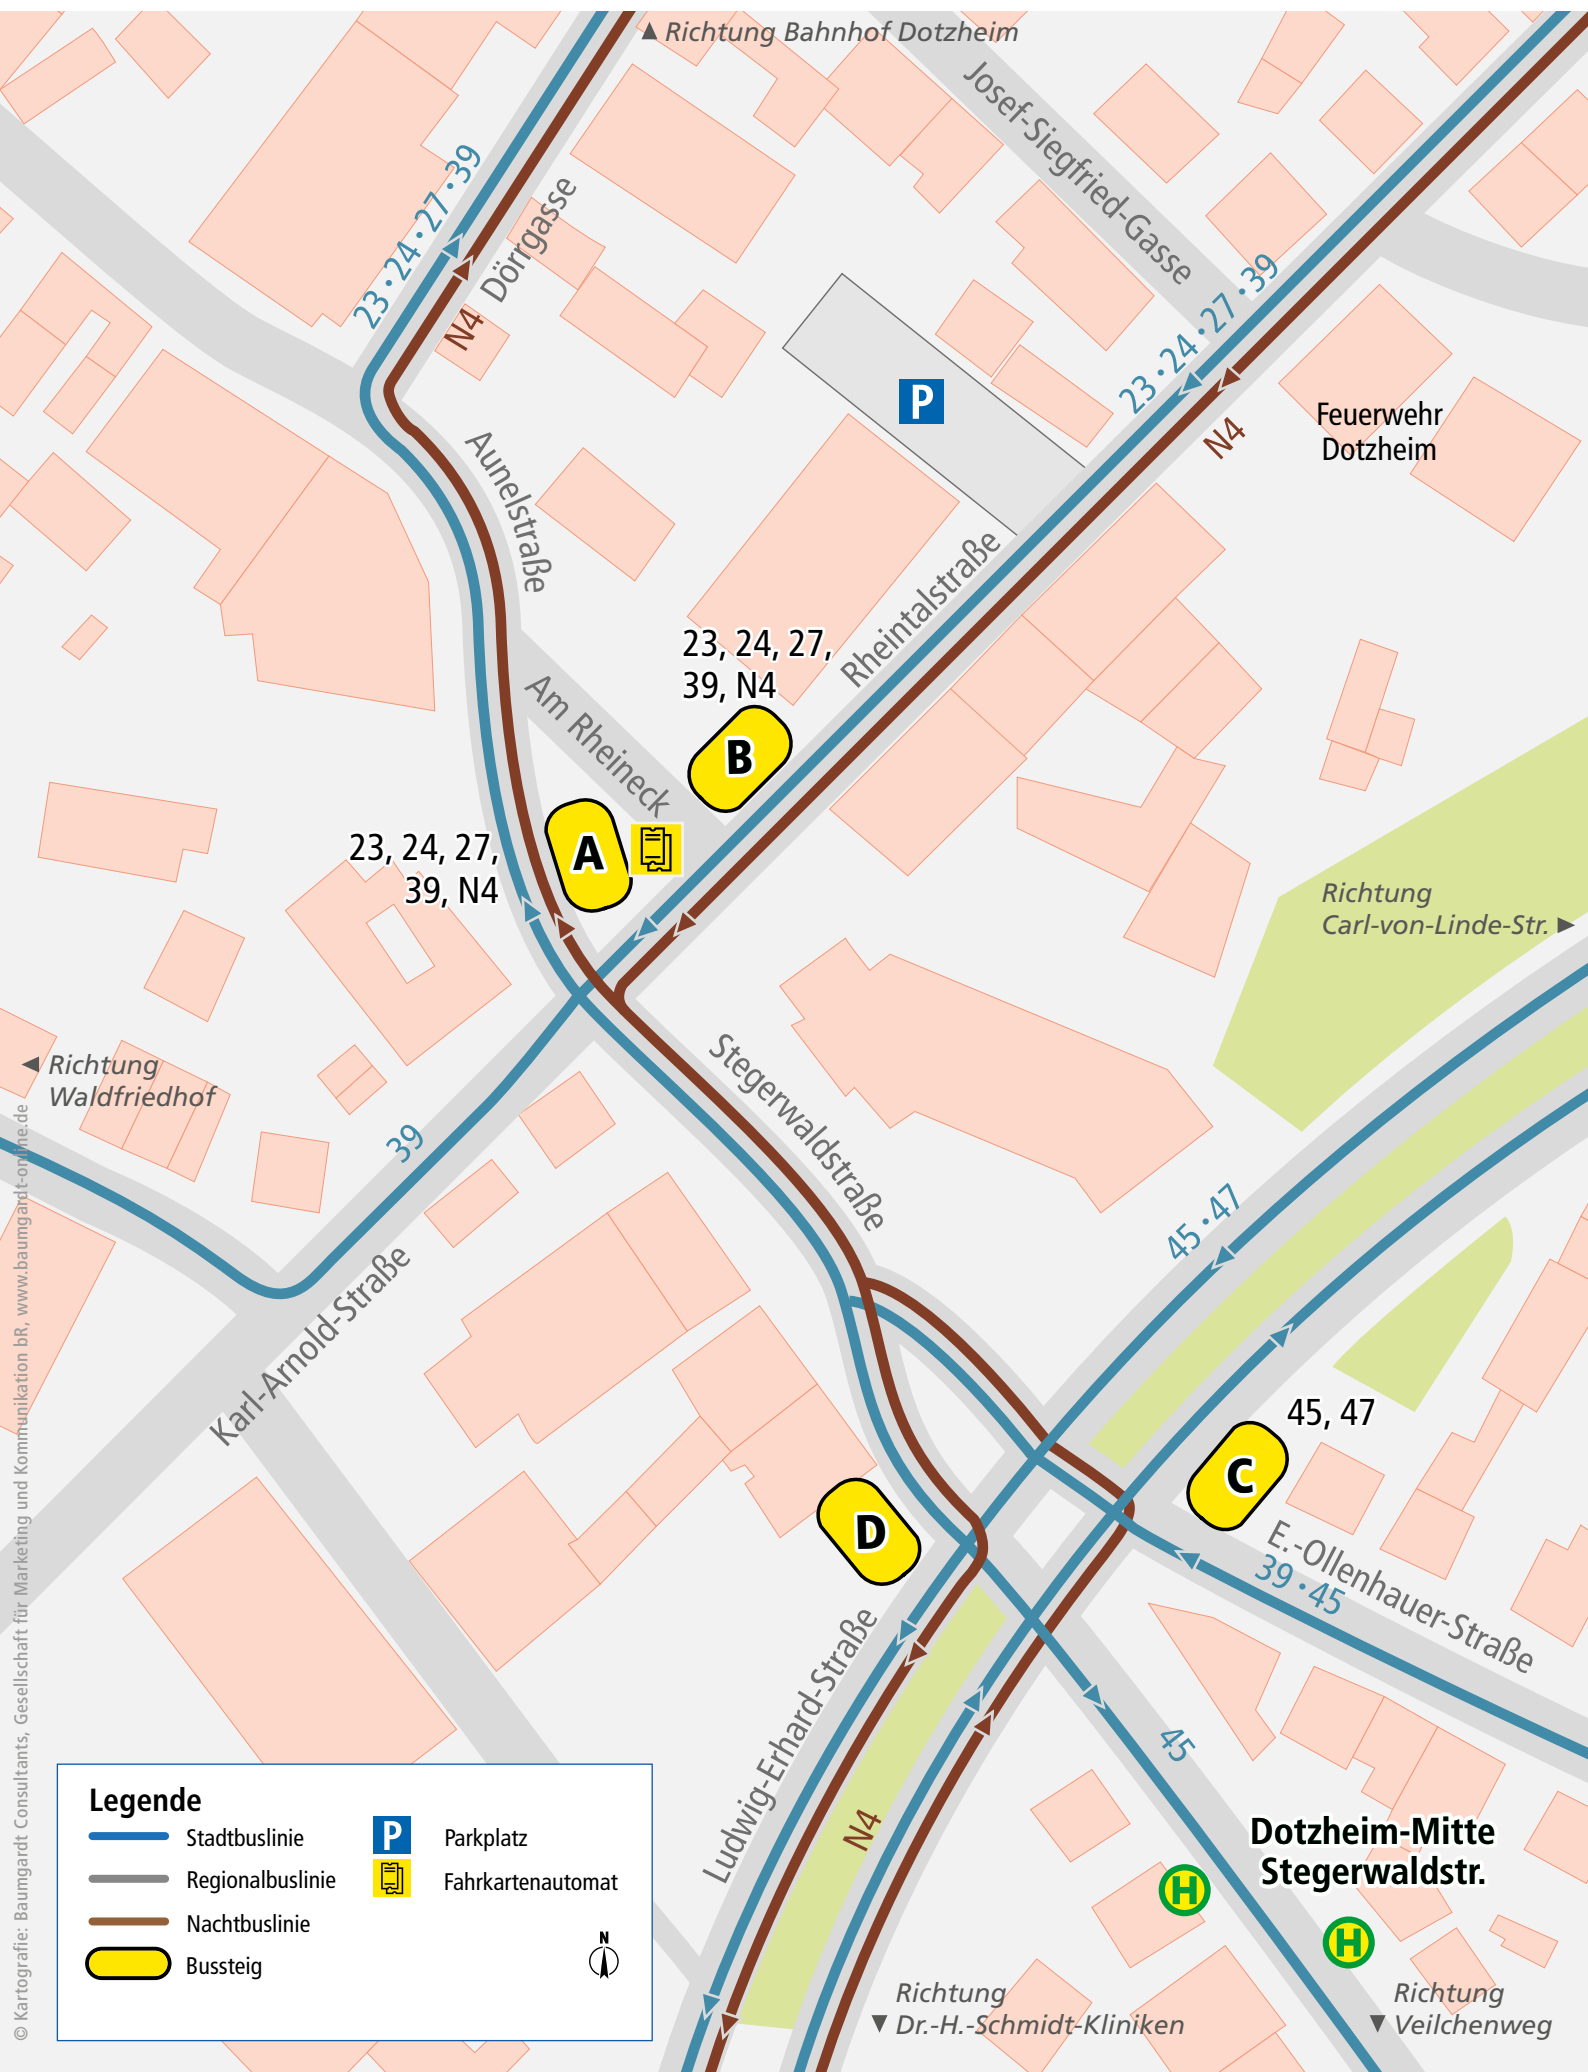 Richtung Bahnhof Dotzheim
Josef-Siegfried-Gasse
23 • 24 • 27 • 39
Dörrgasse
N4
23 • 24 • 27 • 39
N4
P
Feuerwehr
Dotzheim
Aunelstraße
Rheintalstraße
23, 24, 27,
39, N4
Am Rheineck
B
A
23, 24, 27,
39, N4
Richtung
Carl-von-Linde-Str.
Richtung
Waldfriedhof
39
Stegerwaldstraße
45 • 47
Karl-Arnold-Straße
45, 47
C
D
E.-Ollenhauer-Straße
39 • 45
Ludwig-Erhard-Straße
45
N4
Dotzheim-Mitte
Stegerwaldstr.
H
H
Richtung
Dr.-H.-Schmidt-Kliniken
Richtung
Veilchenweg
Legende
Stadtbuslinie
Regionalbuslinie
Nachtbuslinie
Bussteig
P
Parkplatz
Fahrkartenautomat
N
© Kartografie: Baumgardt Consultants, Gesellschaft für Marketing und Kommunikation bR, www.baumgardt-online.de